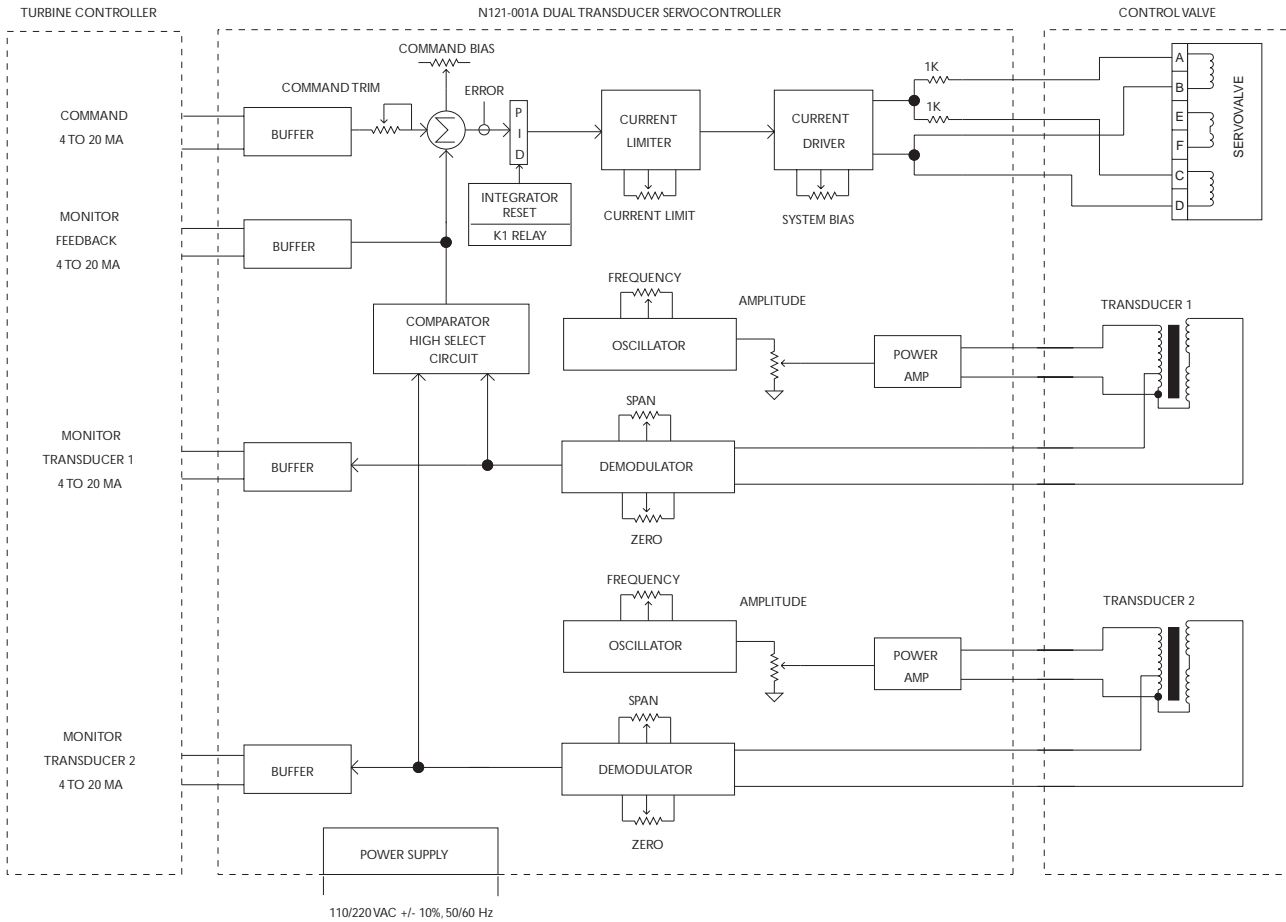 TURBINE CONTROLLER
N121-001A DUAL TRANSDUCER SERVOCONTROLLER
CONTROL VALVE
COMMAND
4 TO 20 MA
BUFFER
COMMAND TRIM
COMMAND BIAS
Σ
ERROR
P
I
D
INTEGRATOR
RESET
K1 RELAY
CURRENT
LIMITER
CURRENT LIMIT
CURRENT
DRIVER
SYSTEM BIAS
1K
1K
A
B
E
F
C
D
SERVOVALVE
MONITOR
FEEDBACK
4 TO 20 MA
BUFFER
COMPARATOR
HIGH SELECT
CIRCUIT
FREQUENCY
OSCILLATOR
AMPLITUDE
POWER
AMP
TRANSDUCER 1
MONITOR
TRANSDUCER 1
4 TO 20 MA
BUFFER
SPAN
DEMODULATOR
ZERO
FREQUENCY
OSCILLATOR
AMPLITUDE
POWER
AMP
TRANSDUCER 2
MONITOR
TRANSDUCER 2
4 TO 20 MA
BUFFER
SPAN
DEMODULATOR
ZERO
POWER SUPPLY
110/220 VAC +/- 10%, 50/60 Hz